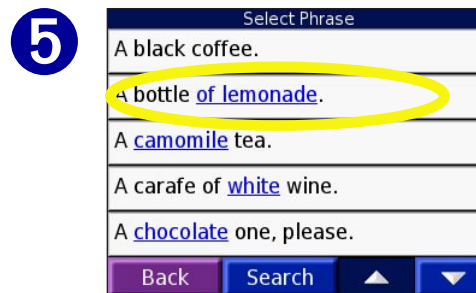 5
Select Phrase
A black coffee.
A bottle of lemonade.
A camomile tea.
A carafe of white wine.
A chocolate one, please.
Back Search